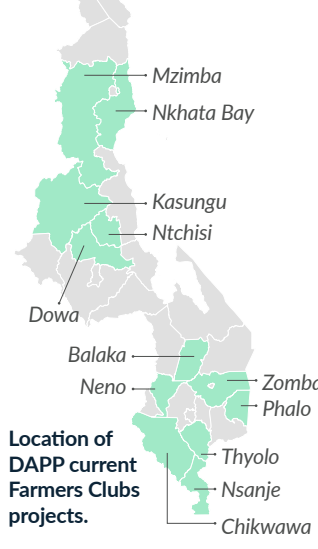 Mzimba
Nkhata Bay
Kasungu
Ntchisi
Dowa
Balaka
Neno
Zomba
Phalo
Location of
DAPP current
Farmers Clubs
projects.
Thyolo
Nsanje
Chikwawa